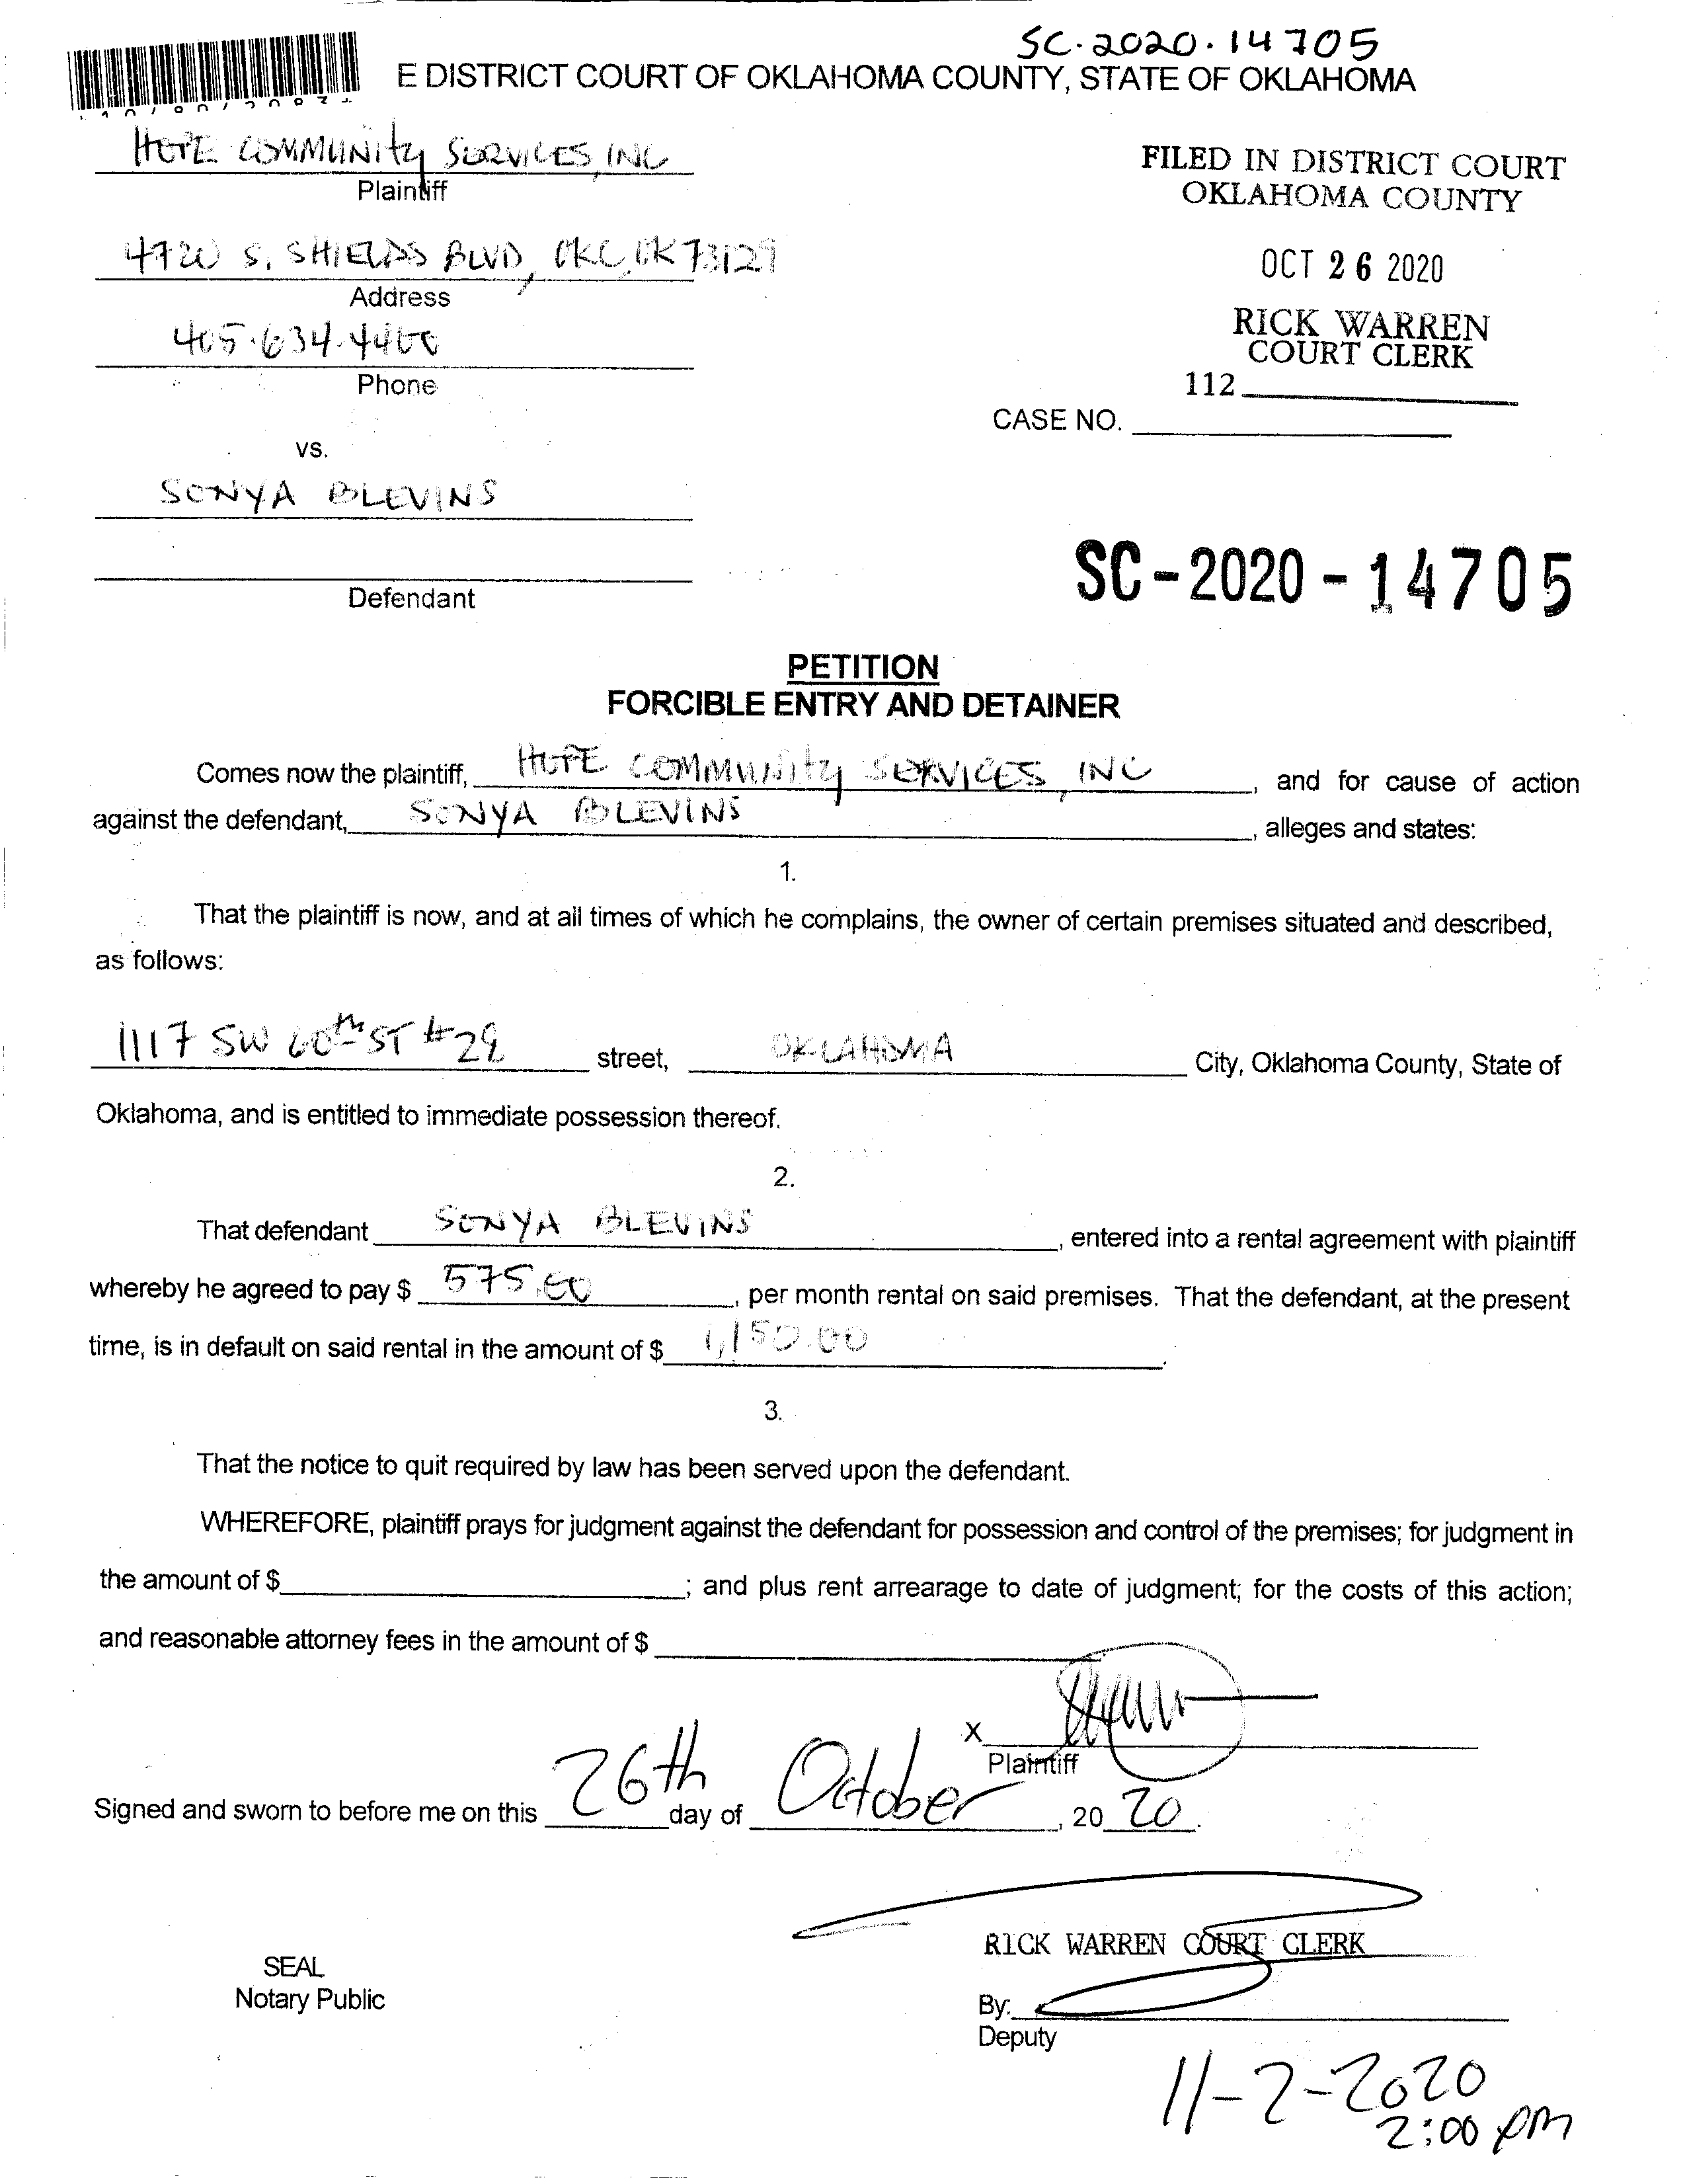 SC-2020-14705
E DISTRICT COURT OF OKLAHOMA COUNTY, STATE OF OKLAHOMA
HOPE COMMUNITY SERVICES, INC
Plaintiff
FILED IN DISTRICT COURT
OKLAHOMA COUNTY
4720 S. SHIELDS BLVD, OKC, OK 73129
Address
OCT 26 2020
405-634-4400
Phone
RICK WARREN
COURT CLERK
112
CASE NO.
vs.
SONYA BLEVINS
Defendant
SC-2020-14705
PETITION
FORCIBLE ENTRY AND DETAINER
Comes now the plaintiff, HOPE COMMUNITY SERVICES, INC, and for cause of action
against the defendant, SONYA BLEVINS, alleges and states:
1.
That the plaintiff is now, and at all times of which he complains, the owner of certain premises situated and described,
as follows:
1117 SW 60th ST #29 street, OKLAHOMA City, Oklahoma County, State of
Oklahoma, and is entitled to immediate possession thereof.
2.
That defendant SONYA BLEVINS, entered into a rental agreement with plaintiff
whereby he agreed to pay $ 575.00, per month rental on said premises. That the defendant, at the present
time, is in default on said rental in the amount of $ 1,150.00.
3.
That the notice to quit required by law has been served upon the defendant.
WHEREFORE, plaintiff prays for judgment against the defendant for possession and control of the premises; for judgment in
the amount of $ ; and plus rent arrearage to date of judgment; for the costs of this action;
and reasonable attorney fees in the amount of $
X
Plaintiff
Signed and sworn to before me on this 26th day of October, 2020.
RICK WARREN COURT CLERK
SEAL
Notary Public
By:
Deputy
11-2-2020
2:00 pm